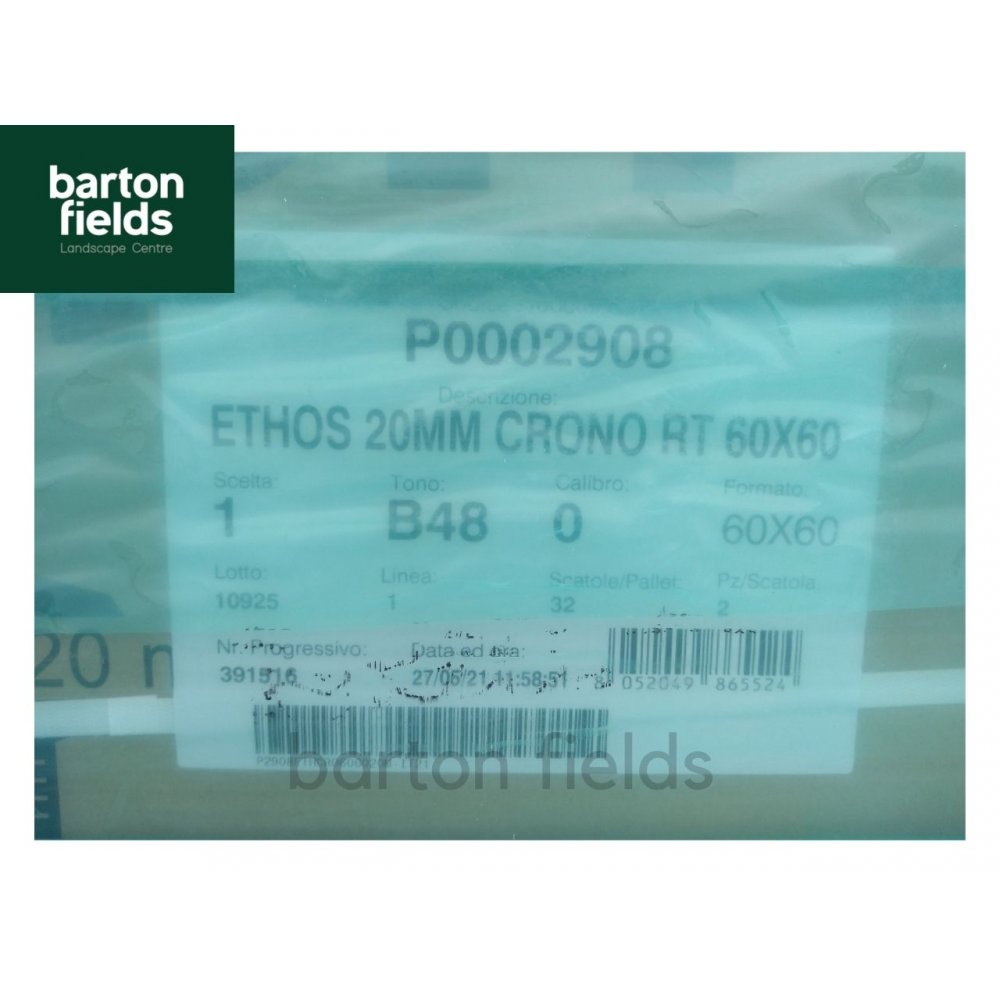 barton
fields
Landscape Centre
P0002908
Descrizione:
ETHOS 20MM CRONO RT 60X60
Scelta: Tono: Calibro: Formato:
1 B48 0 60X60
Lotto: Linea: Scatole/Pallet: Pz/Scatola:
10925 1 32 2
20 m
Nr. Progressivo: Data ed ora:
391516 27/05/21 11:58:51 8 052049 865524
barton fields